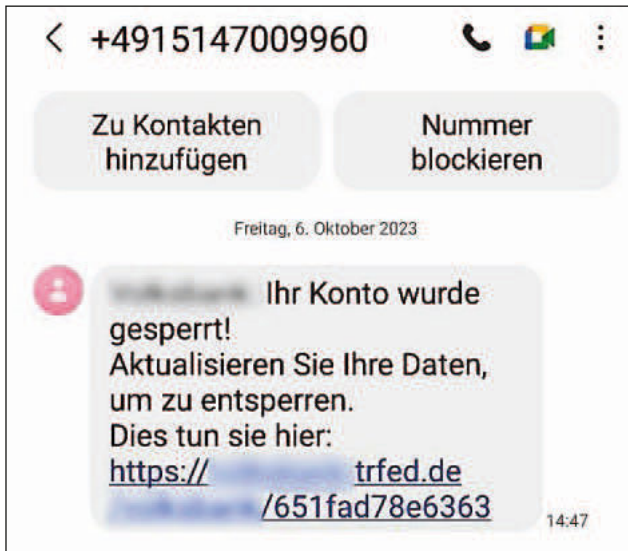 +4915147009960
Zu Kontakten
hinzufügen
Nummer
blockieren
Freitag, 6. Oktober 2023
Ihr Konto wurde
gesperrt!
Aktualisieren Sie Ihre Daten,
um zu entsperren.
Dies tun sie hier:
https:// trfed.de
/651fad78e6363
14:47